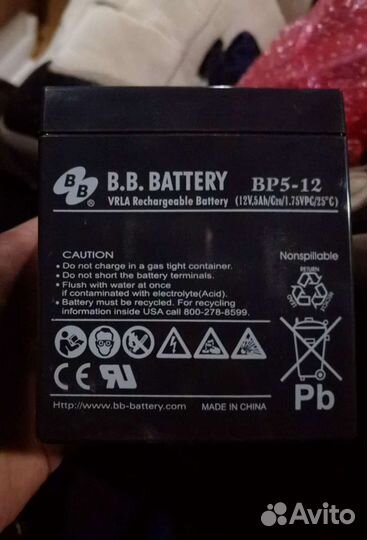 BB ®
B.B. BATTERY
VRLA Rechargeable Battery
BP5-12
(12V,5Ah/C20/1.75VPC/25°C)
CAUTION
• Do not charge in a gas tight container.
• Do not short the battery terminals.
• Flush with water at once
if contaminated with electrolyte(Acid).
• Battery must be recycled. For recycling
information inside USA call 800-278-8599.
Nonspillable
RETURN
Pb
Http://www.bb-battery.com
MADE IN CHINA
Avito